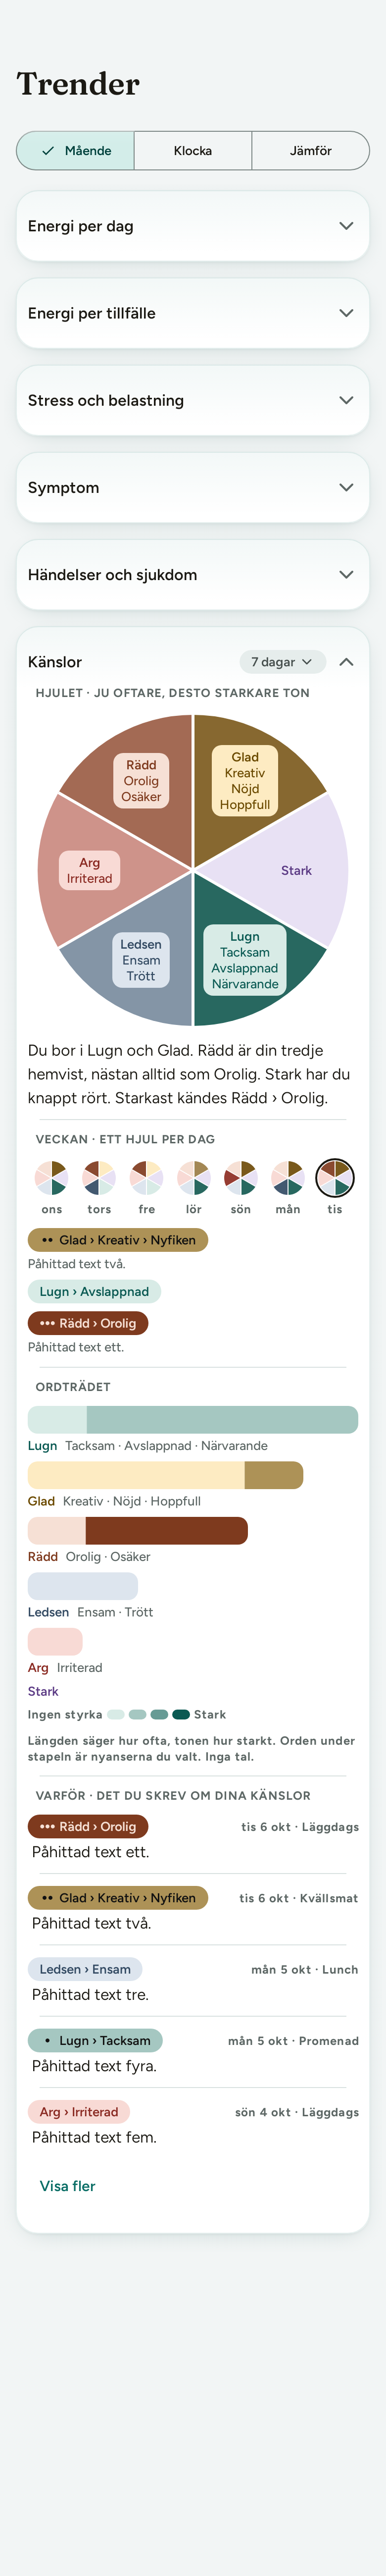 Trender
Mående
Klocka
Jämför
Energi per dag
Energi per tillfälle
Stress och belastning
Symptom
Händelser och sjukdom
Känslor
7 dagar
HJULET · JU OFTARE, DESTO STARKARE TON
Rädd
Orolig
Osäker
Glad
Kreativ
Nöjd
Hoppfull
Arg
Irriterad
Stark
Ledsen
Ensam
Trött
Lugn
Tacksam
Avslappnad
Närvarande
Du bor i Lugn och Glad. Rädd är din tredje
hemvist, nästan alltid som Orolig. Stark har du
knappt rört. Starkast kändes Rädd › Orolig.
VECKAN · ETT HJUL PER DAG
ons tors fre lör sön mån tis
•• Glad › Kreativ › Nyfiken
Påhittad text två.
Lugn › Avslappnad
••• Rädd › Orolig
Påhittad text ett.
ORDTRÄDET
Lugn Tacksam · Avslappnad · Närvarande
Glad Kreativ · Nöjd · Hoppfull
Rädd Orolig · Osäker
Ledsen Ensam · Trött
Arg Irriterad
Stark
Ingen styrka Stark
Längden säger hur ofta, tonen hur starkt. Orden under
stapeln är nyanserna du valt. Inga tal.
VARFÖR · DET DU SKREV OM DINA KÄNSLOR
••• Rädd › Orolig tis 6 okt · Läggdags
Påhittad text ett.
•• Glad › Kreativ › Nyfiken tis 6 okt · Kvällsmat
Påhittad text två.
Ledsen › Ensam mån 5 okt · Lunch
Påhittad text tre.
• Lugn › Tacksam mån 5 okt · Promenad
Påhittad text fyra.
Arg › Irriterad sön 4 okt · Läggdags
Påhittad text fem.
Visa fler